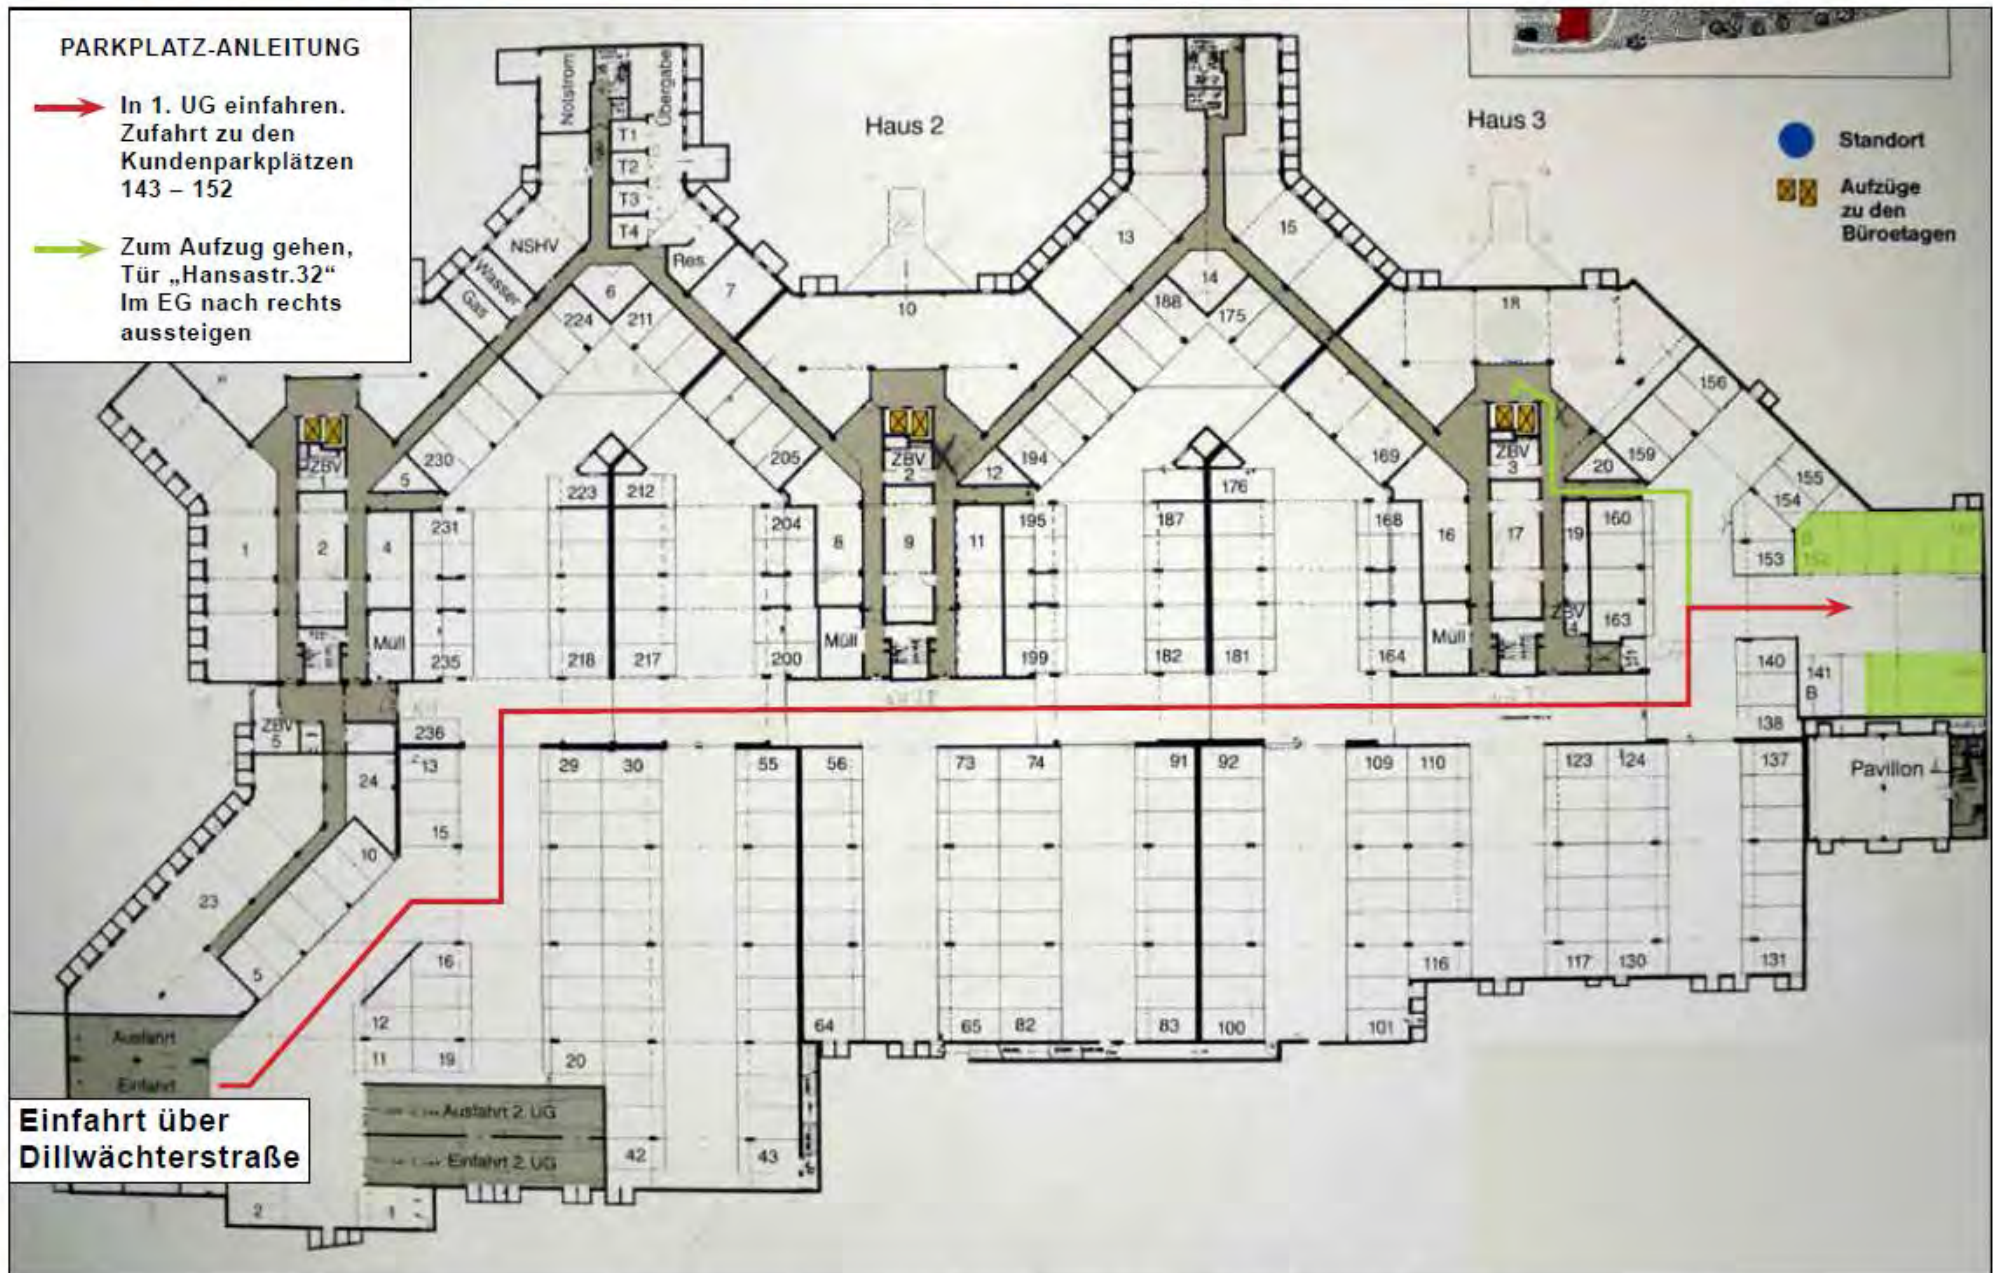 PARKPLATZ-ANLEITUNG
In 1. UG einfahren.
Zufahrt zu den
Kundenparkplätzen
143 – 152
Zum Aufzug gehen,
Tür „Hansastr.32“
Im EG nach rechts
aussteigen
Haus 2
Haus 3
Standort
Aufzüge
zu den
Büroetagen
Notstrom
Übergabe
T1
T2
T3
T4
NSHV
Wasser
Gas
Res.
6
7
224
211
10
13
14
15
188
175
18
156
230
5
205
12
194
169
20
159
155
154
ZBV
1
ZBV
2
ZBV
3
223
212
176
231
204
195
187
168
160
153
152
1
2
4
8
9
11
16
17
19
163
ZBV
4
Müll
Müll
Müll
235
218
217
200
199
182
181
164
140
141
B
138
ZBV
5
236
24
13
29
30
55
56
73
74
91
92
109
110
123
124
137
Pavillon
15
10
23
5
16
12
11
19
20
64
65
82
83
100
101
116
117
130
131
Ausfahrt
Einfahrt
Einfahrt über
Dillwächterstraße
Ausfahrt 2. UG
Einfahrt 2. UG
42
43
2
1